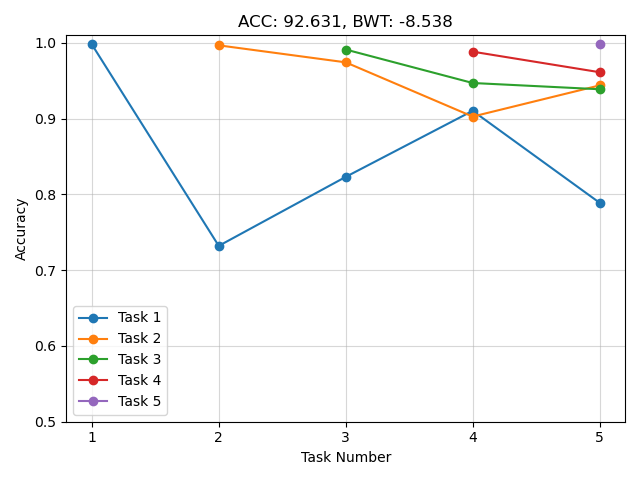 ACC: 92.631, BWT: -8.538
1.0
0.9
0.8
0.7
0.6
0.5
Accuracy
Task 1
Task 2
Task 3
Task 4
Task 5
1 2 3 4 5
Task Number